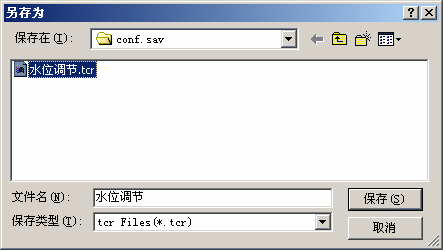 另存为
保存在(I):
conf.sav
水位调节.tcr
文件名(N):
水位调节
保存(S)
保存类型(T):
tcr Files(*.tcr)
取消